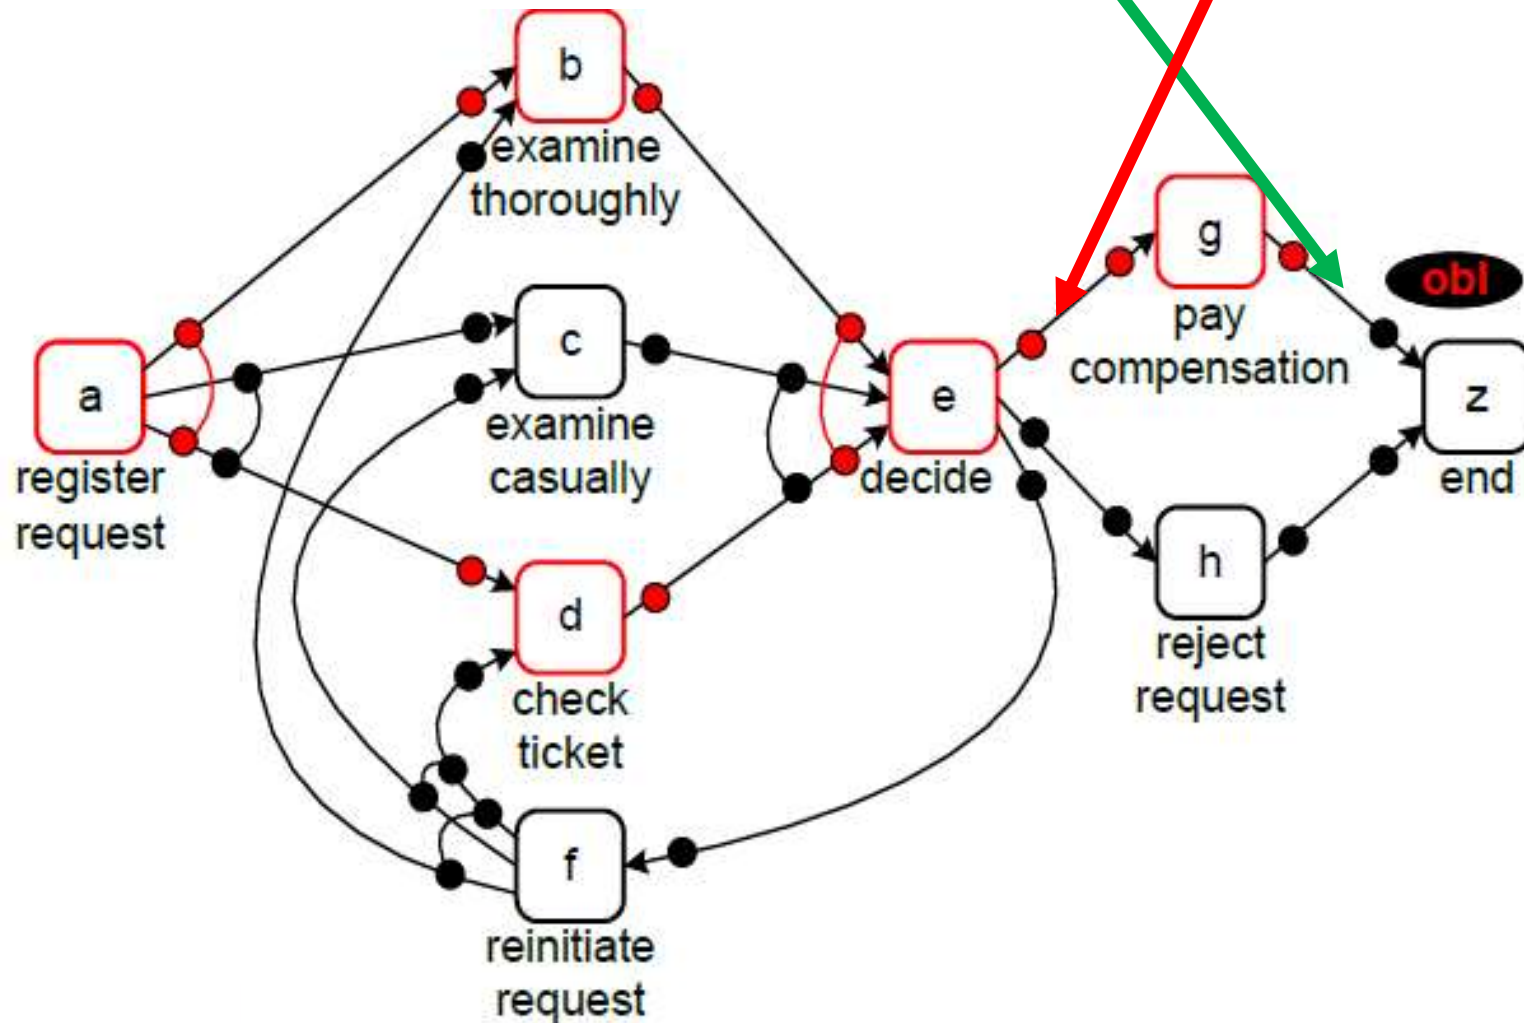 b
examine
thoroughly
g
obl
pay
compensation
c
examine
casually
a
register
request
e
decide
z
end
d
check
ticket
h
reject
request
f
reinitiate
request